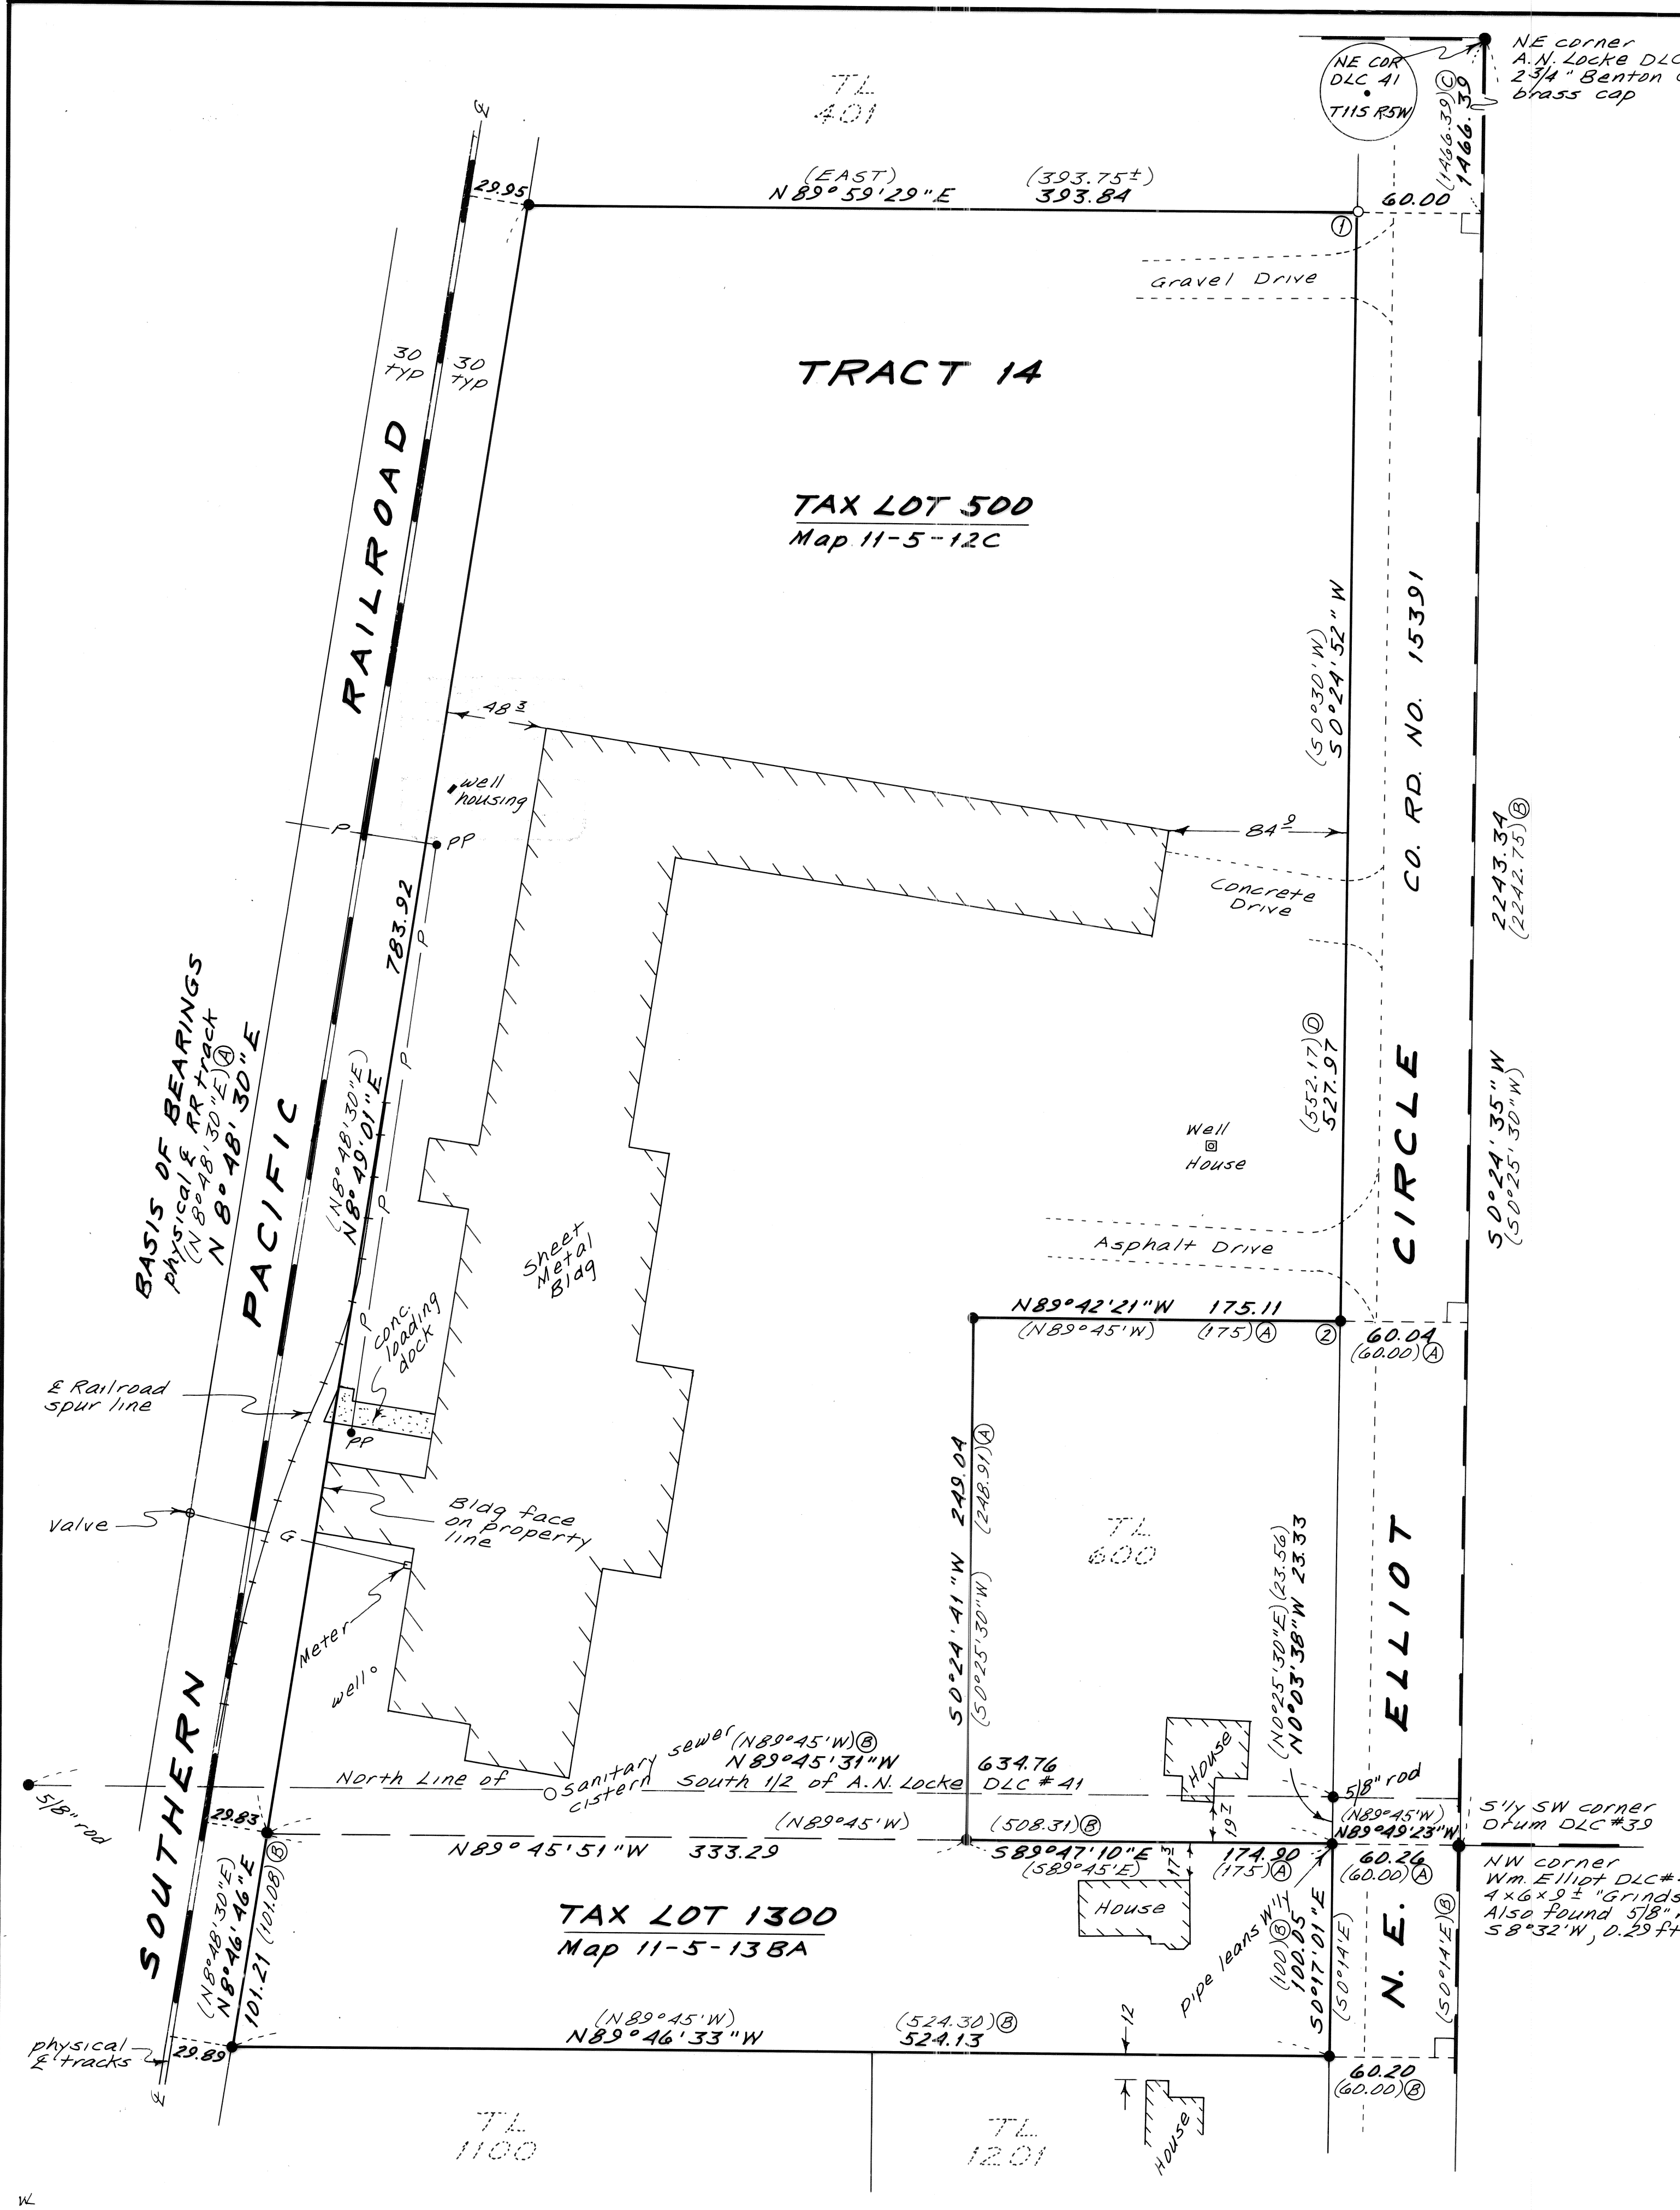 NE corner
A.N. Locke DLC
2 3/4" Benton
brass cap
NE COR
DLC 41
T11S R5W
(1466.39) Ⓒ
1466.39
TL
401
℄
29.95
(EAST)
N 89° 59' 29" E
(393.75±)
393.84
60.00
①
Gravel Drive
30
typ
30
typ
TRACT 14
TAX LOT 500
Map 11-5-12C
RAILROAD
(S0°30'W)
S0°24'52"W
CO. RD. NO. 15391
48 3
well
housing
P
PP
84 9
Concrete
Drive
2243.34
(2242.75) Ⓑ
783.92
P
P
P
P
BASIS OF BEARINGS
physical ℄ RR track
(N 8°48'30"E) Ⓐ
N 8° 48' 30" E
(N8°48'30"E)
N8°49'01"E
PACIFIC
(552.17) Ⓓ
527.97
CIRCLE
S0°24'35"W
(S0°25'30"W)
Well
House
Sheet
Metal
Bldg
Asphalt Drive
conc.
loading
dock
N89°42'21"W 175.11
(N89°45'W) (175) Ⓐ
②
60.04
(60.00) Ⓐ
℄ Railroad
spur line
PP
Valve
G
Bldg face
on property
line
Meter
well
S0°24'41"W 249.04
(S0°25'30"W) (248.91) Ⓐ
TL
600
(N0°25'30"E) (23.56)
N0°03'38"W 23.33
ELLIOT
SOUTHERN
House
5/8" rod
(N89°45'W) Ⓑ
N89°45'31"W 634.76
North Line of South 1/2 of A.N. Locke DLC #41
sanitary sewer
cistern
5/8" rod
29.83
(N89°45'W)
N89°45'51"W 333.29
(508.31) Ⓑ
19 2
S89°47'10"E 174.90
(S89°45'E) (175) Ⓐ
17 3
(N89°45'W)
N89°49'23"W
60.26
(60.00) Ⓐ
S'ly SW corner
Drum DLC #39
NW corner
Wm. Elliot DLC#
4x6x9± "Grinds
Also found 5/8"
S8°32'W, 0.29 ft
House
(N8°48'30"E)
N8°46'46"E
101.21 (101.08) Ⓑ
TAX LOT 1300
Map 11-5-13BA
Pipe leans W'
(100) Ⓑ
100.05
S0°17'01"E
(S0°14'E)
N. E.
(S0°14'E) Ⓑ
(N89°45'W)
N89°46'33"W
(524.30) Ⓑ
524.13
12
physical
℄ tracks
29.89
60.20
(60.00) Ⓑ
℄
TL
1100
TL
1201
House